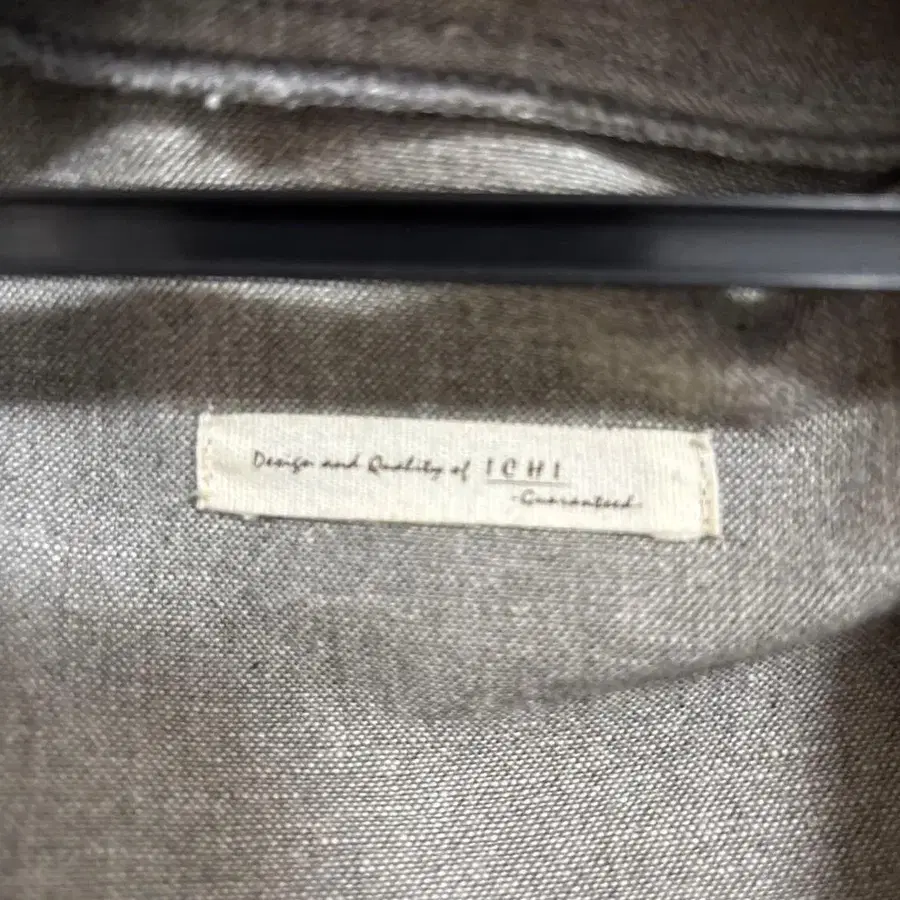 Design and Quality of ICHI
-Guaranteed-